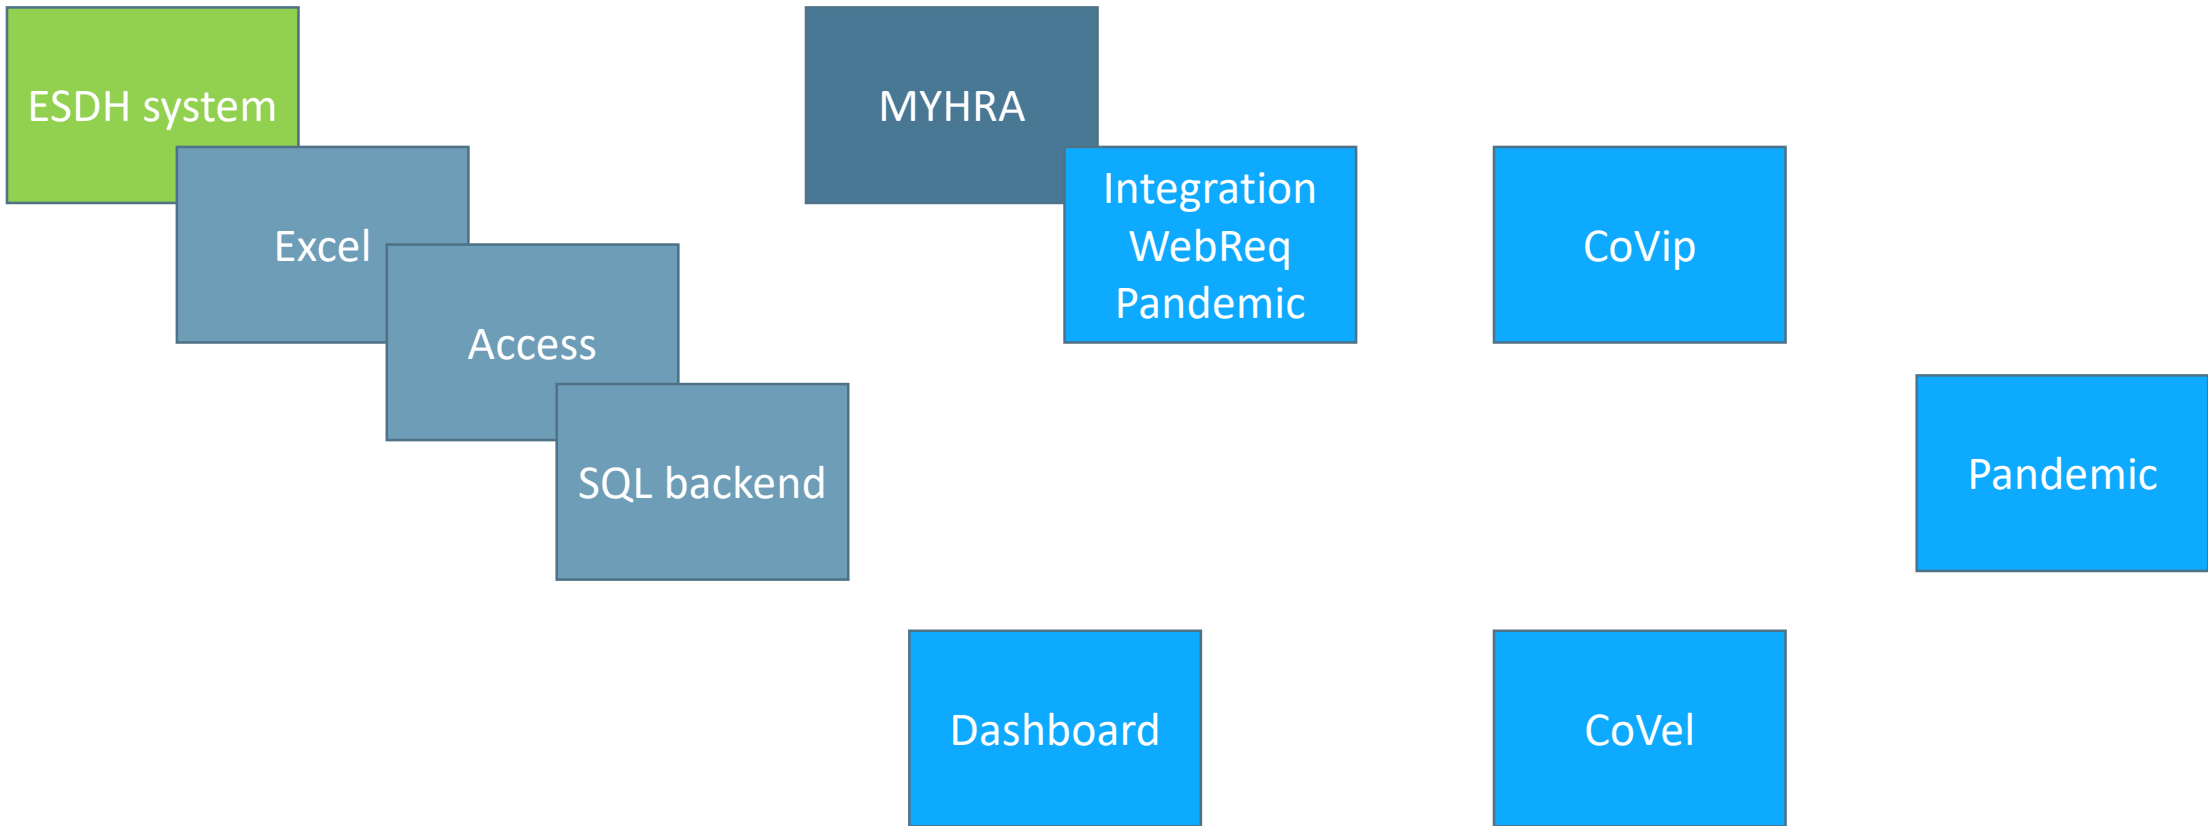 ESDH system
MYHRA
Excel
Integration
WebReq
Pandemic
CoVip
Access
SQL backend
Pandemic
Dashboard
CoVel